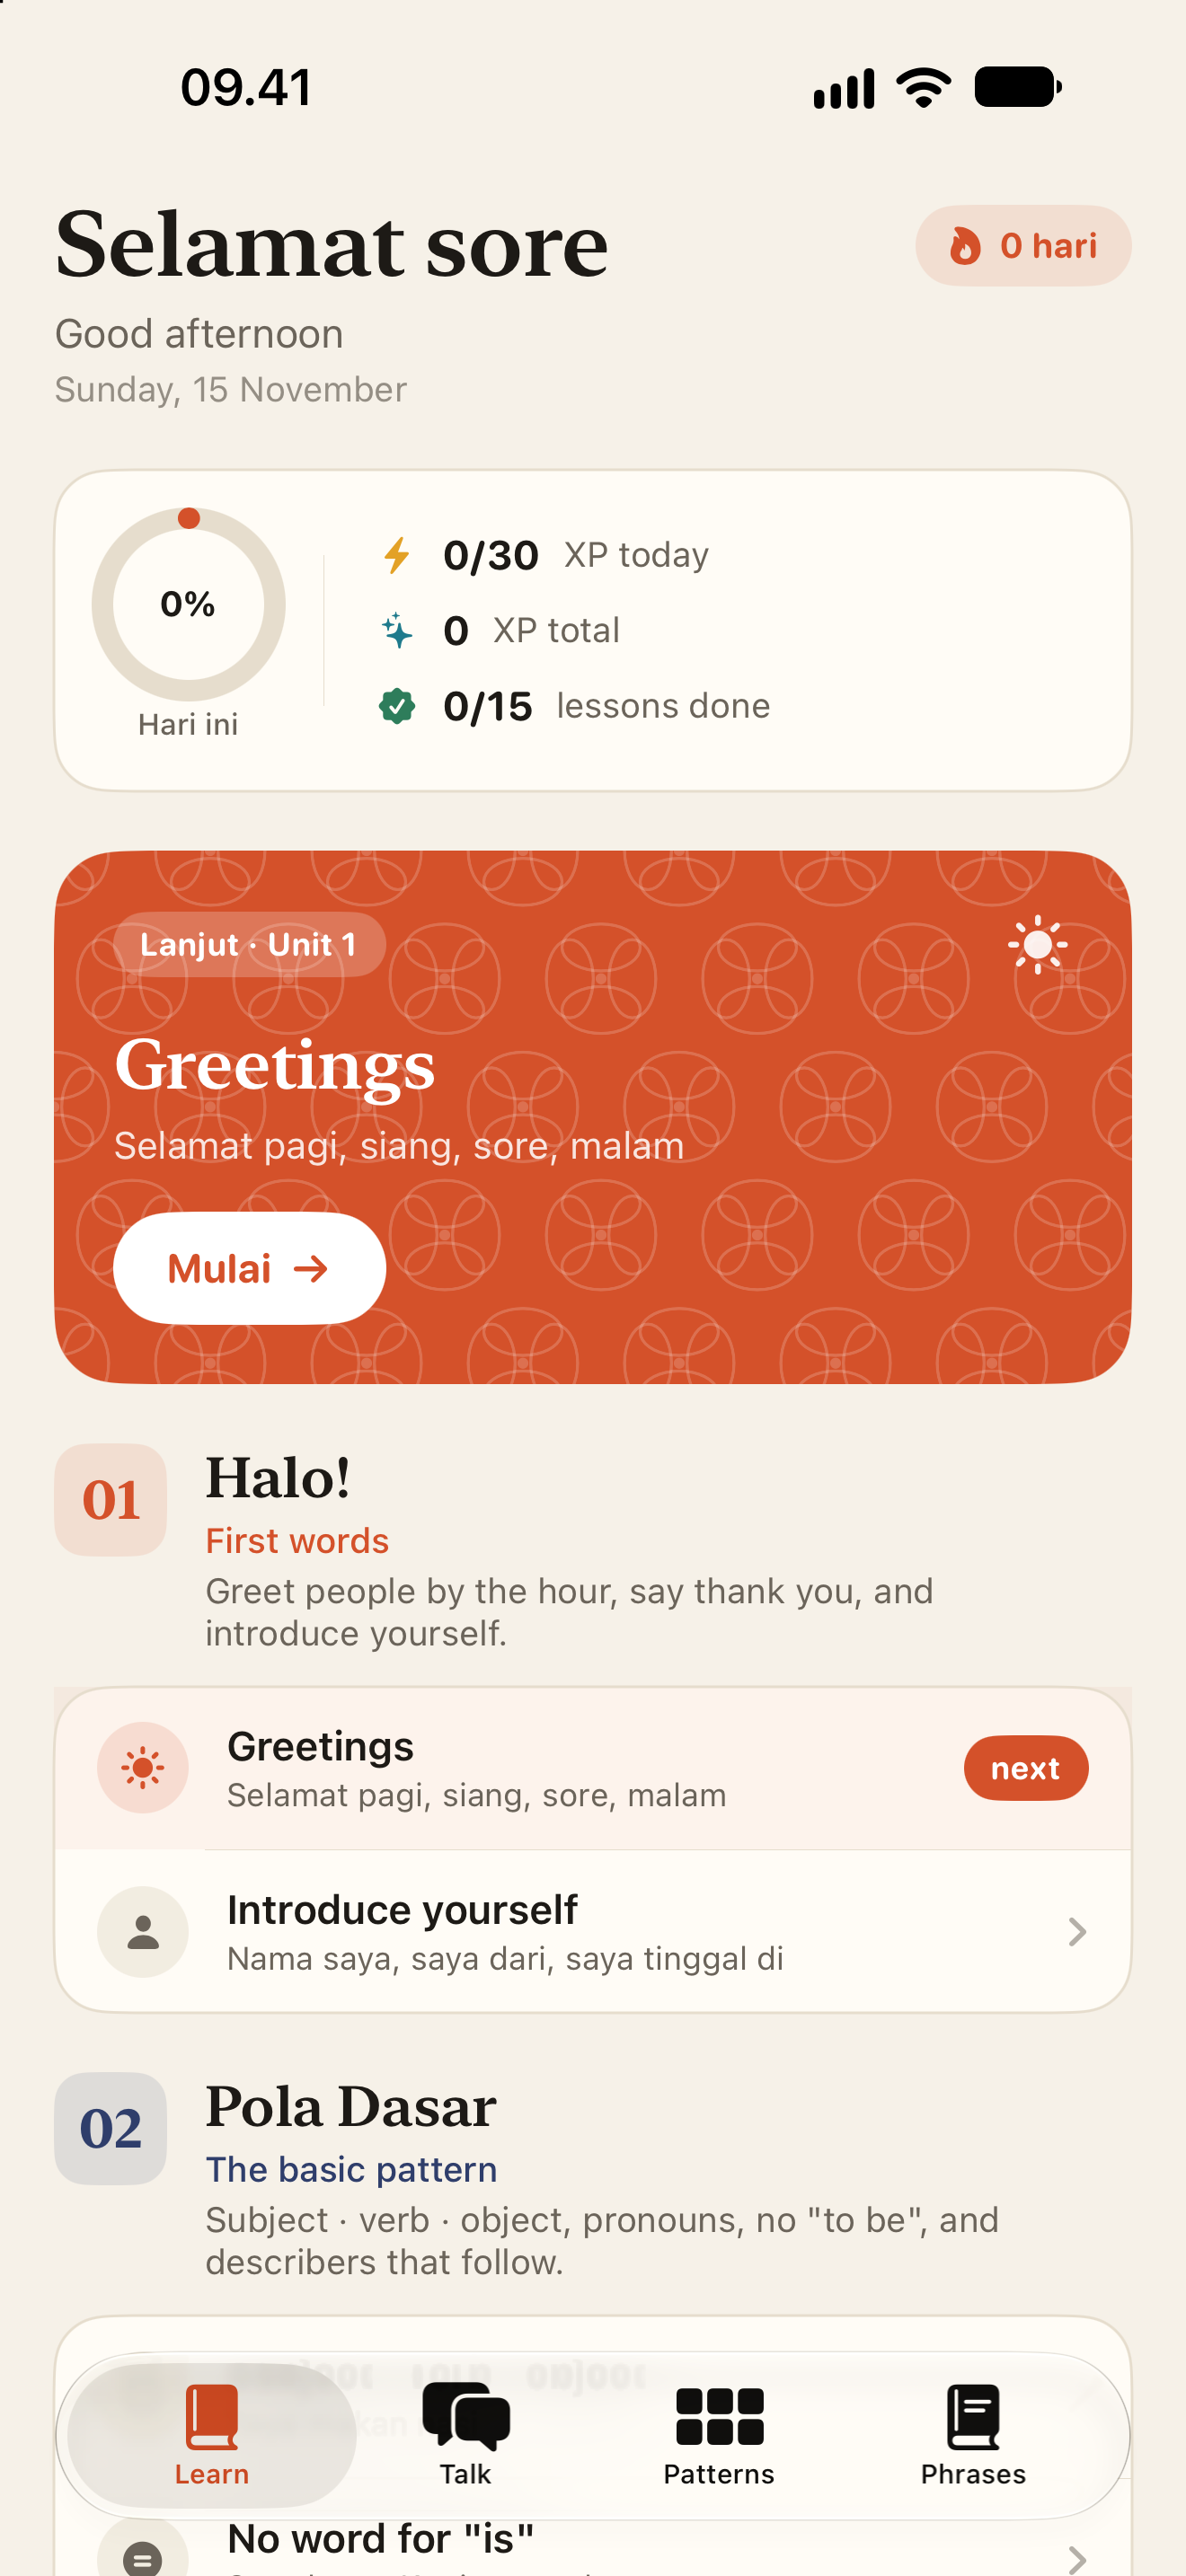 09.41
Selamat sore
0 hari
Good afternoon
Sunday, 15 November
0%
Hari ini
0/30 XP today
0 XP total
0/15 lessons done
Lanjut · Unit 1
Greetings
Selamat pagi, siang, sore, malam
Mulai →
01
Halo!
First words
Greet people by the hour, say thank you, and
introduce yourself.
Greetings
Selamat pagi, siang, sore, malam
next
Introduce yourself
Nama saya, saya dari, saya tinggal di
02
Pola Dasar
The basic pattern
Subject · verb · object, pronouns, no "to be", and
describers that follow.
Learn
Talk
Patterns
Phrases
No word for "is"